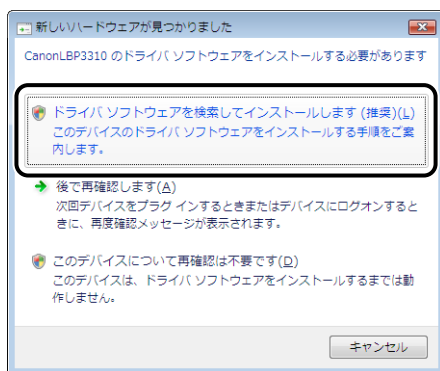 新しいハードウェアが見つかりました
CanonLBP3310 のドライバ ソフトウェアをインストールする必要があります
ドライバ ソフトウェアを検索してインストールします (推奨)(L)
このデバイスのドライバ ソフトウェアをインストールする手順をご案
内します。
後で再確認します(A)
次回デバイスをプラグ インするときまたはデバイスにログオンすると
きに、再度確認メッセージが表示されます。
このデバイスについて再確認は不要です(D)
このデバイスは、ドライバ ソフトウェアをインストールするまでは動
作しません。
キャンセル